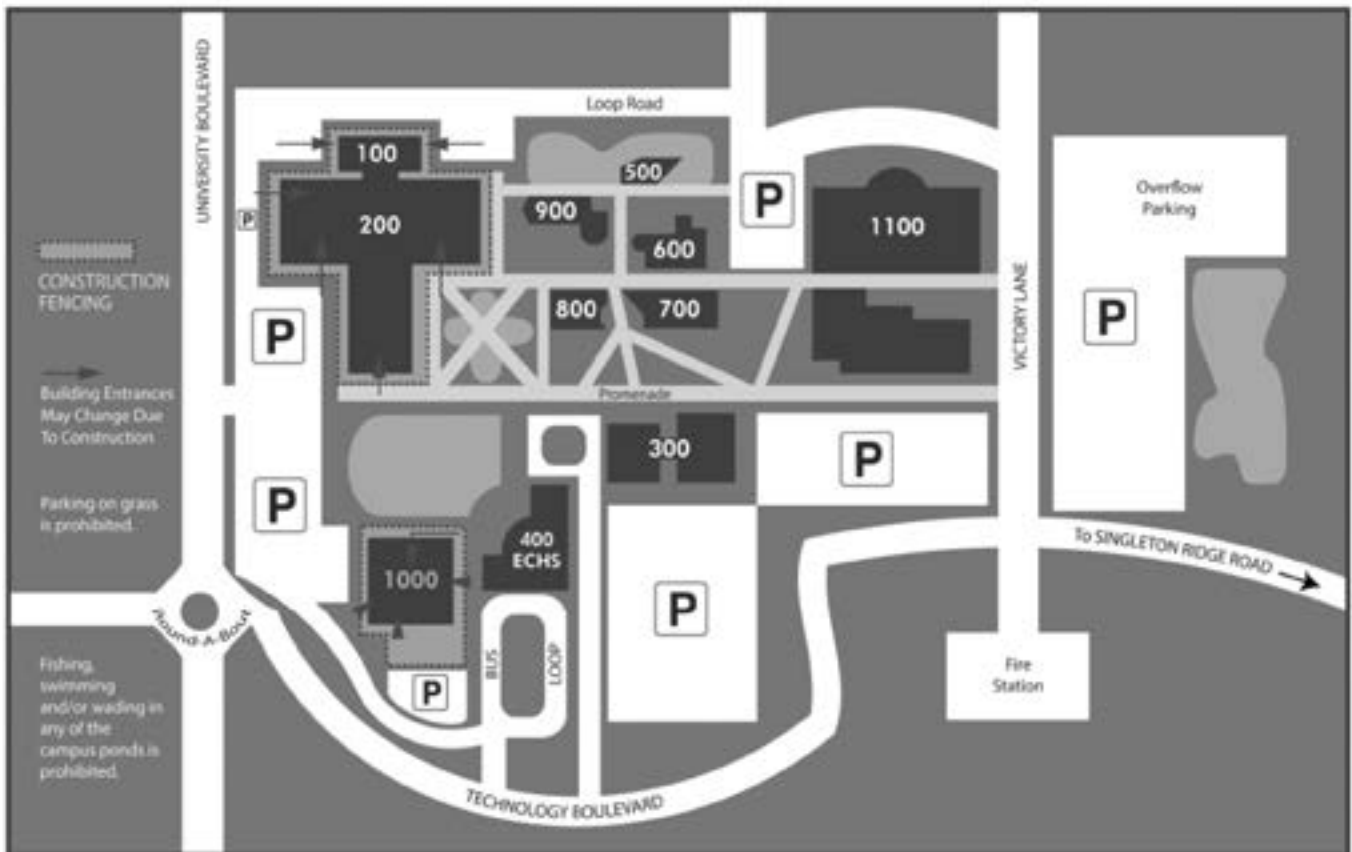 UNIVERSITY BOULEVARD
Loop Road
100
200
P
500
900
600
P
1100
Overflow
Parking
CONSTRUCTION
FENCING
P
800
700
P
VICTORY LANE
Building Entrances
May Change Due
To Construction
Promenade
300
P
P
Parking on grass
is prohibited.
400
ECHS
1000
To SINGLETON RIDGE ROAD
P
Round-A-Bout
Fishing,
swimming
and/or wading in
any of the
campus ponds is
prohibited.
P
BUS
LOOP
Fire
Station
TECHNOLOGY BOULEVARD